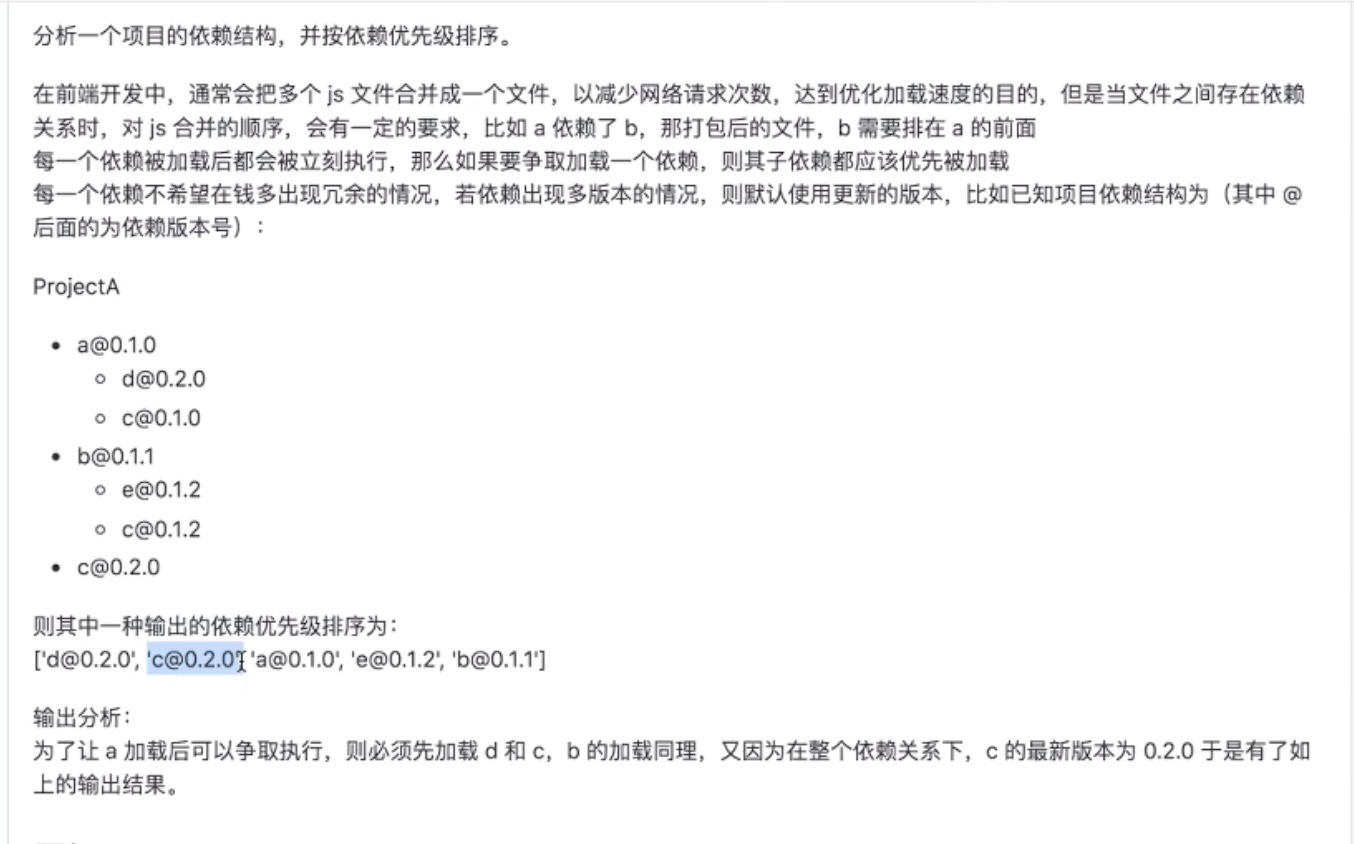 分析一个项目的依赖结构，并按依赖优先级排序。
在前端开发中，通常会把多个 js 文件合并成一个文件，以减少网络请求次数，达到优化加载速度的目的，但是当文件之间存在依赖
关系时，对 js 合并的顺序，会有一定的要求，比如 a 依赖了 b，那打包后的文件，b 需要排在 a 的前面
每一个依赖被加载后都会被立刻执行，那么如果要争取加载一个依赖，则其子依赖都应该优先被加载
每一个依赖不希望在钱多出现冗余的情况，若依赖出现多版本的情况，则默认使用更新的版本，比如已知项目依赖结构为（其中 @
后面的为依赖版本号）：
ProjectA
• a@0.1.0
○ d@0.2.0
○ c@0.1.0
• b@0.1.1
○ e@0.1.2
○ c@0.1.2
• c@0.2.0
则其中一种输出的依赖优先级排序为：
['d@0.2.0', 'c@0.2.0', 'a@0.1.0', 'e@0.1.2', 'b@0.1.1']
输出分析：
为了让 a 加载后可以争取执行，则必须先加载 d 和 c，b 的加载同理，又因为在整个依赖关系下，c 的最新版本为 0.2.0 于是有了如
上的输出结果。